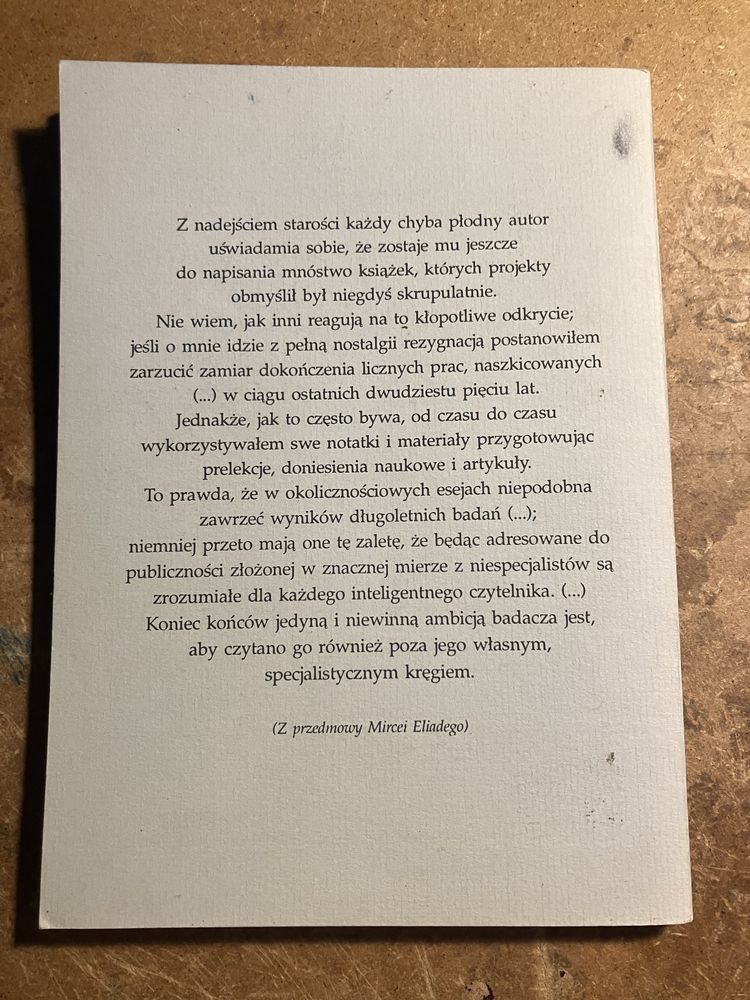 Z nadejściem starości każdy chyba płodny autor
uświadamia sobie, że zostaje mu jeszcze
do napisania mnóstwo książek, których projekty
obmyślił był niegdyś skrupulatnie.
Nie wiem, jak inni reagują na to kłopotliwe odkrycie;
jeśli o mnie idzie z pełną nostalgii rezygnacją postanowiłem
zarzucić zamiar dokończenia licznych prac, naszkicowanych
(...) w ciągu ostatnich dwudziestu pięciu lat.
Jednakże, jak to często bywa, od czasu do czasu
wykorzystywałem swe notatki i materiały przygotowując
prelekcje, doniesienia naukowe i artykuły.
To prawda, że w okolicznościowych esejach niepodobna
zawrzeć wyników długoletnich badań (...);
niemniej przeto mają one tę zaletę, że będąc adresowane do
publiczności złożonej w znacznej mierze z niespecjalistów są
zrozumiałe dla każdego inteligentnego czytelnika. (...)
Koniec końców jedyną i niewinną ambicją badacza jest,
aby czytano go również poza jego własnym,
specjalistycznym kręgiem.
(Z przedmowy Mircei Eliadego)